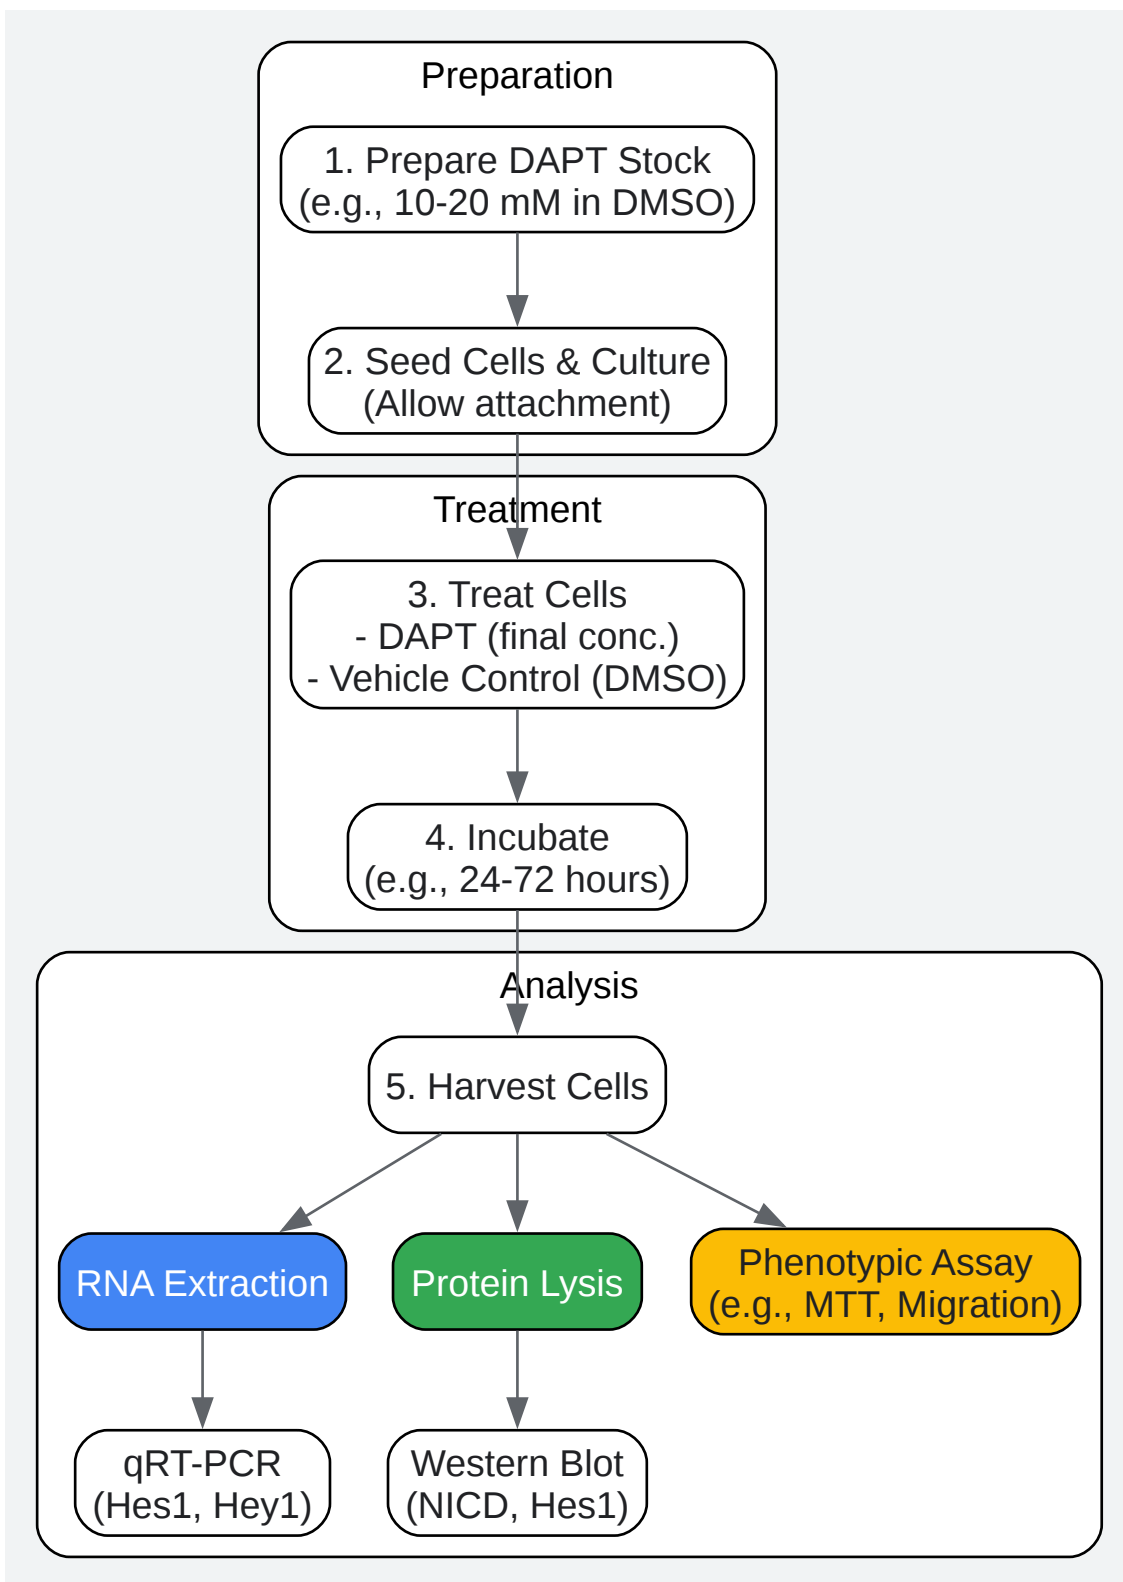 Preparation
1. Prepare DAPT Stock
(e.g., 10-20 mM in DMSO)
2. Seed Cells & Culture
(Allow attachment)
Treatment
3. Treat Cells
- DAPT (final conc.)
- Vehicle Control (DMSO)
4. Incubate
(e.g., 24-72 hours)
Analysis
5. Harvest Cells
RNA Extraction
Protein Lysis
Phenotypic Assay
(e.g., MTT, Migration)
qRT-PCR
(Hes1, Hey1)
Western Blot
(NICD, Hes1)